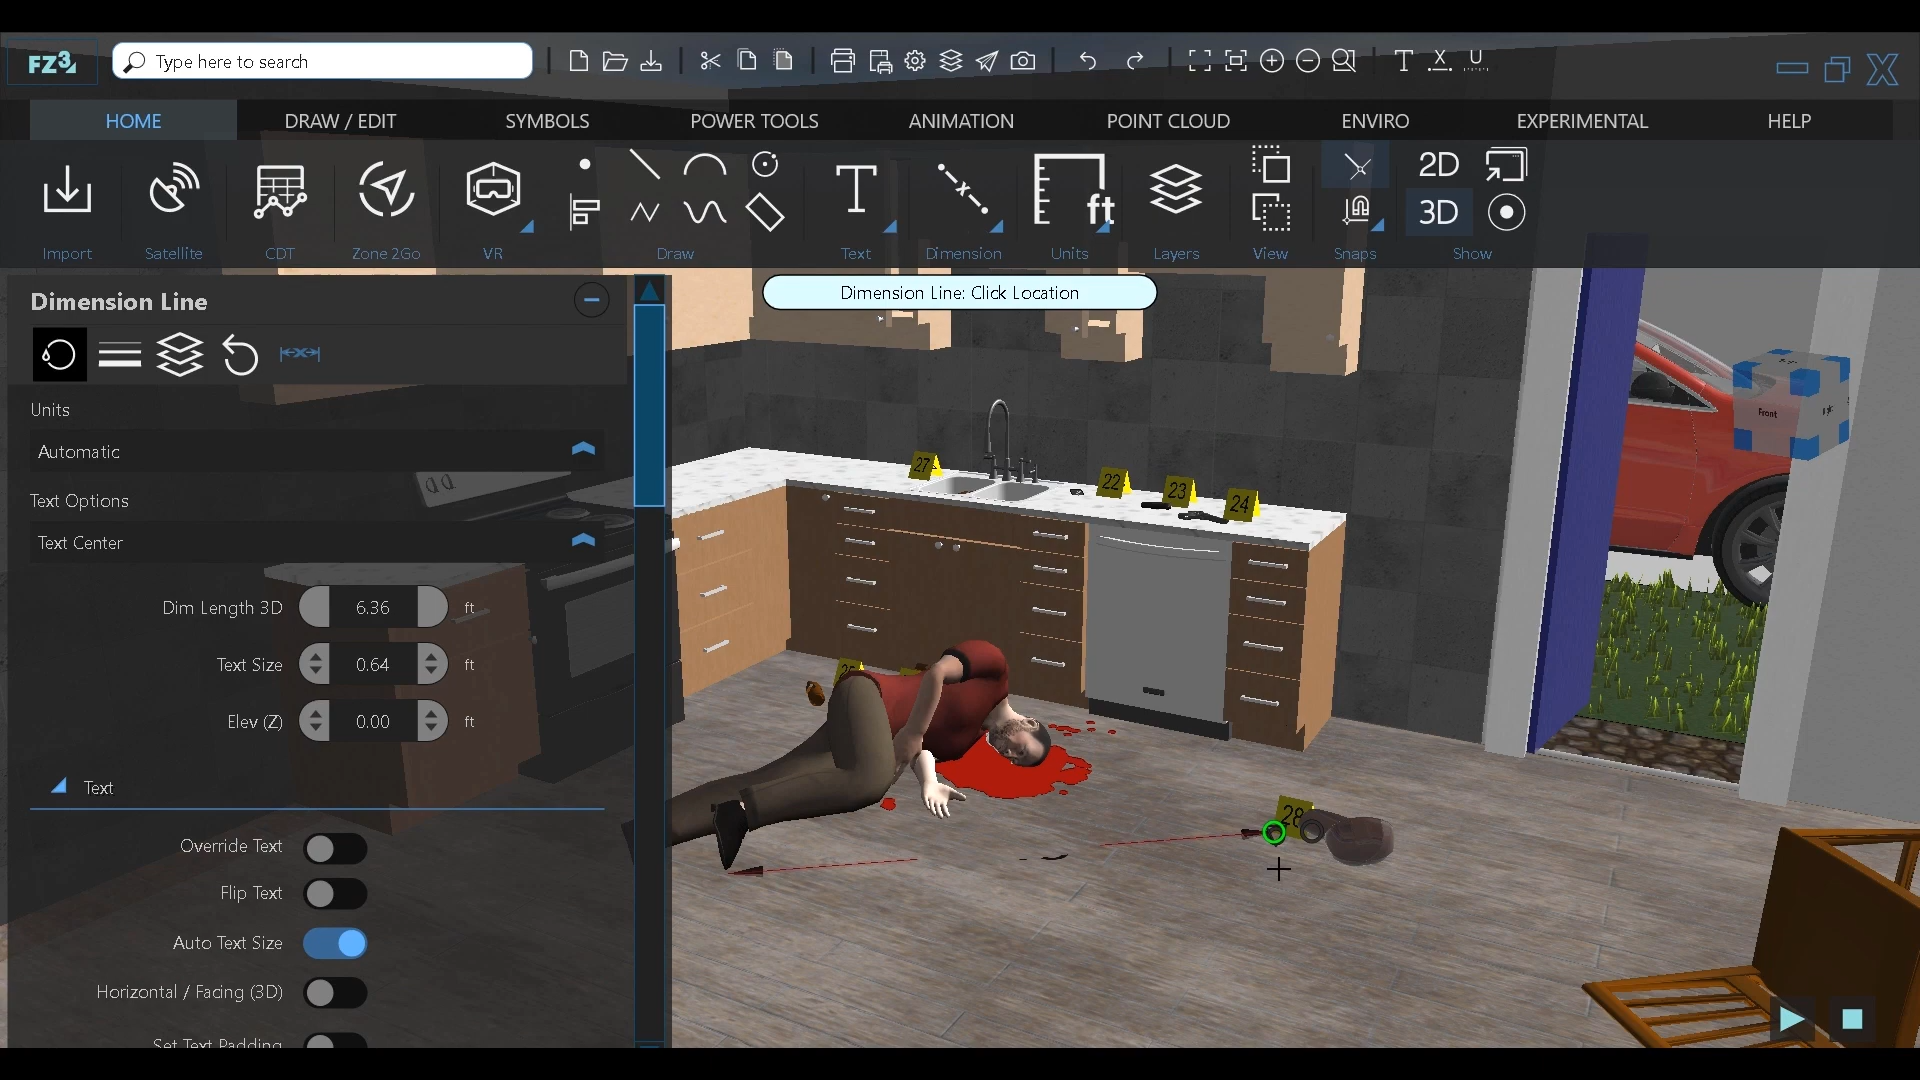 FZ3
Type here to search
T X U
HOME DRAW / EDIT SYMBOLS POWER TOOLS ANIMATION POINT CLOUD ENVIRO EXPERIMENTAL HELP
T x ft 2D
3D
Import Satellite CDT Zone 2Go VR Draw Text Dimension Units Layers View Snaps Show
Dimension Line
Dimension Line: Click Location
Units
Automatic
Text Options
Text Center
Dim Length 3D 6.36 ft
Text Size 0.64 ft
Elev (Z) 0.00 ft
Text
Override Text
Flip Text
Auto Text Size
Horizontal / Facing (3D)
Set Text Padding
Front
27
22
23
24
28